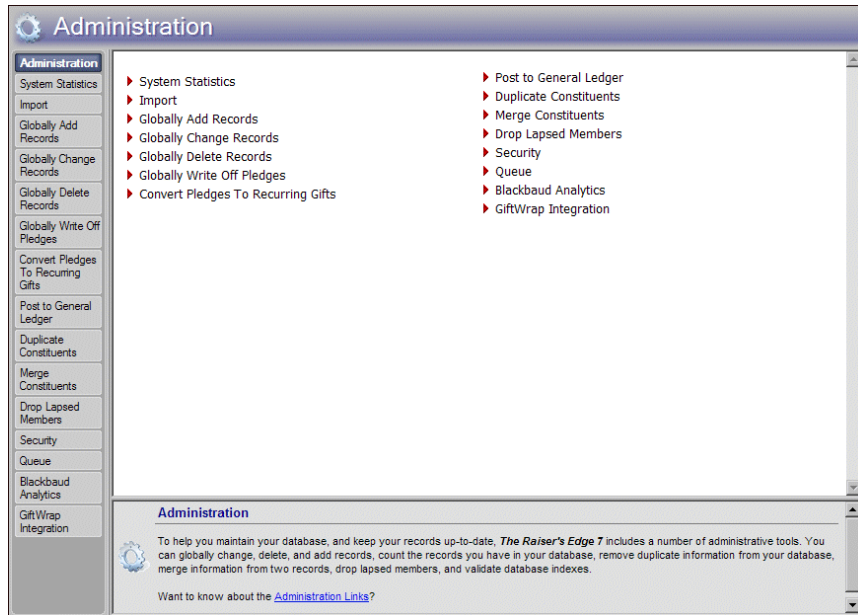 Administration
Administration
System Statistics
Import
Globally Add
Records
Globally Change
Records
Globally Delete
Records
Globally Write Off
Pledges
Convert Pledges
To Recurring
Gifts
Post to General
Ledger
Duplicate
Constituents
Merge
Constituents
Drop Lapsed
Members
Security
Queue
Blackbaud
Analytics
GiftWrap
Integration
System Statistics
Import
Globally Add Records
Globally Change Records
Globally Delete Records
Globally Write Off Pledges
Convert Pledges To Recurring Gifts
Post to General Ledger
Duplicate Constituents
Merge Constituents
Drop Lapsed Members
Security
Queue
Blackbaud Analytics
GiftWrap Integration
Administration
To help you maintain your database, and keep your records up-to-date, The Raiser's Edge 7 includes a number of administrative tools. You
can globally change, delete, and add records, count the records you have in your database, remove duplicate information from your database,
merge information from two records, drop lapsed members, and validate database indexes.
Want to know about the Administration Links?